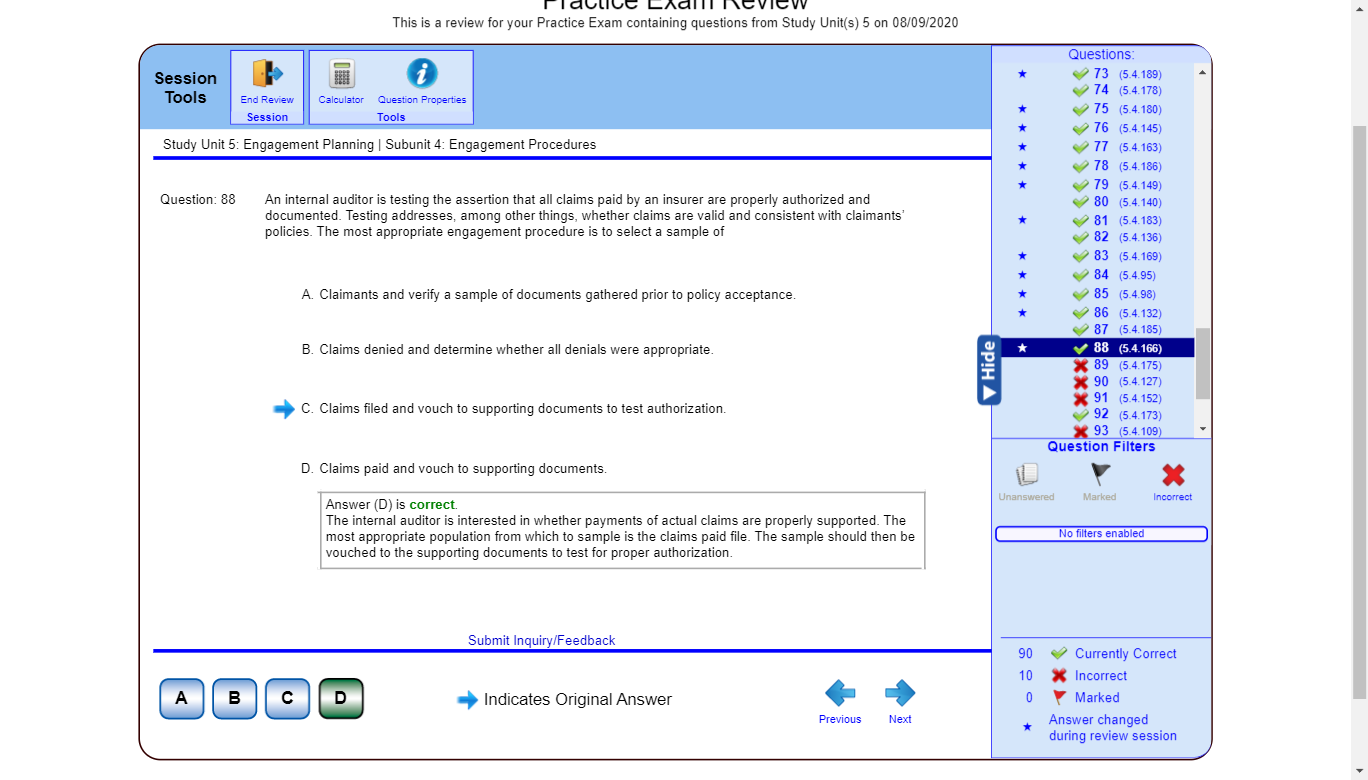 Practice Exam Review
This is a review for your Practice Exam containing questions from Study Unit(s) 5 on 08/09/2020
Session
Tools
End Review
Session
Calculator
Question Properties
Tools
Study Unit 5: Engagement Planning | Subunit 4: Engagement Procedures
Question: 88
An internal auditor is testing the assertion that all claims paid by an insurer are properly authorized and
documented. Testing addresses, among other things, whether claims are valid and consistent with claimants’
policies. The most appropriate engagement procedure is to select a sample of
A. Claimants and verify a sample of documents gathered prior to policy acceptance.
B. Claims denied and determine whether all denials were appropriate.
C. Claims filed and vouch to supporting documents to test authorization.
D. Claims paid and vouch to supporting documents.
Answer (D) is correct.
The internal auditor is interested in whether payments of actual claims are properly supported. The
most appropriate population from which to sample is the claims paid file. The sample should then be
vouched to the supporting documents to test for proper authorization.
Submit Inquiry/Feedback
A
B
C
D
Indicates Original Answer
Previous
Next
Questions:
73 (5.4.189)
74 (5.4.178)
75 (5.4.180)
76 (5.4.145)
77 (5.4.163)
78 (5.4.186)
79 (5.4.149)
80 (5.4.140)
81 (5.4.183)
82 (5.4.136)
83 (5.4.169)
84 (5.4.95)
85 (5.4.98)
86 (5.4.132)
87 (5.4.185)
88 (5.4.166)
89 (5.4.175)
90 (5.4.127)
91 (5.4.152)
92 (5.4.173)
93 (5.4.109)
Hide
Question Filters
Unanswered
Marked
Incorrect
No filters enabled
90 Currently Correct
10 Incorrect
0 Marked
Answer changed
during review session